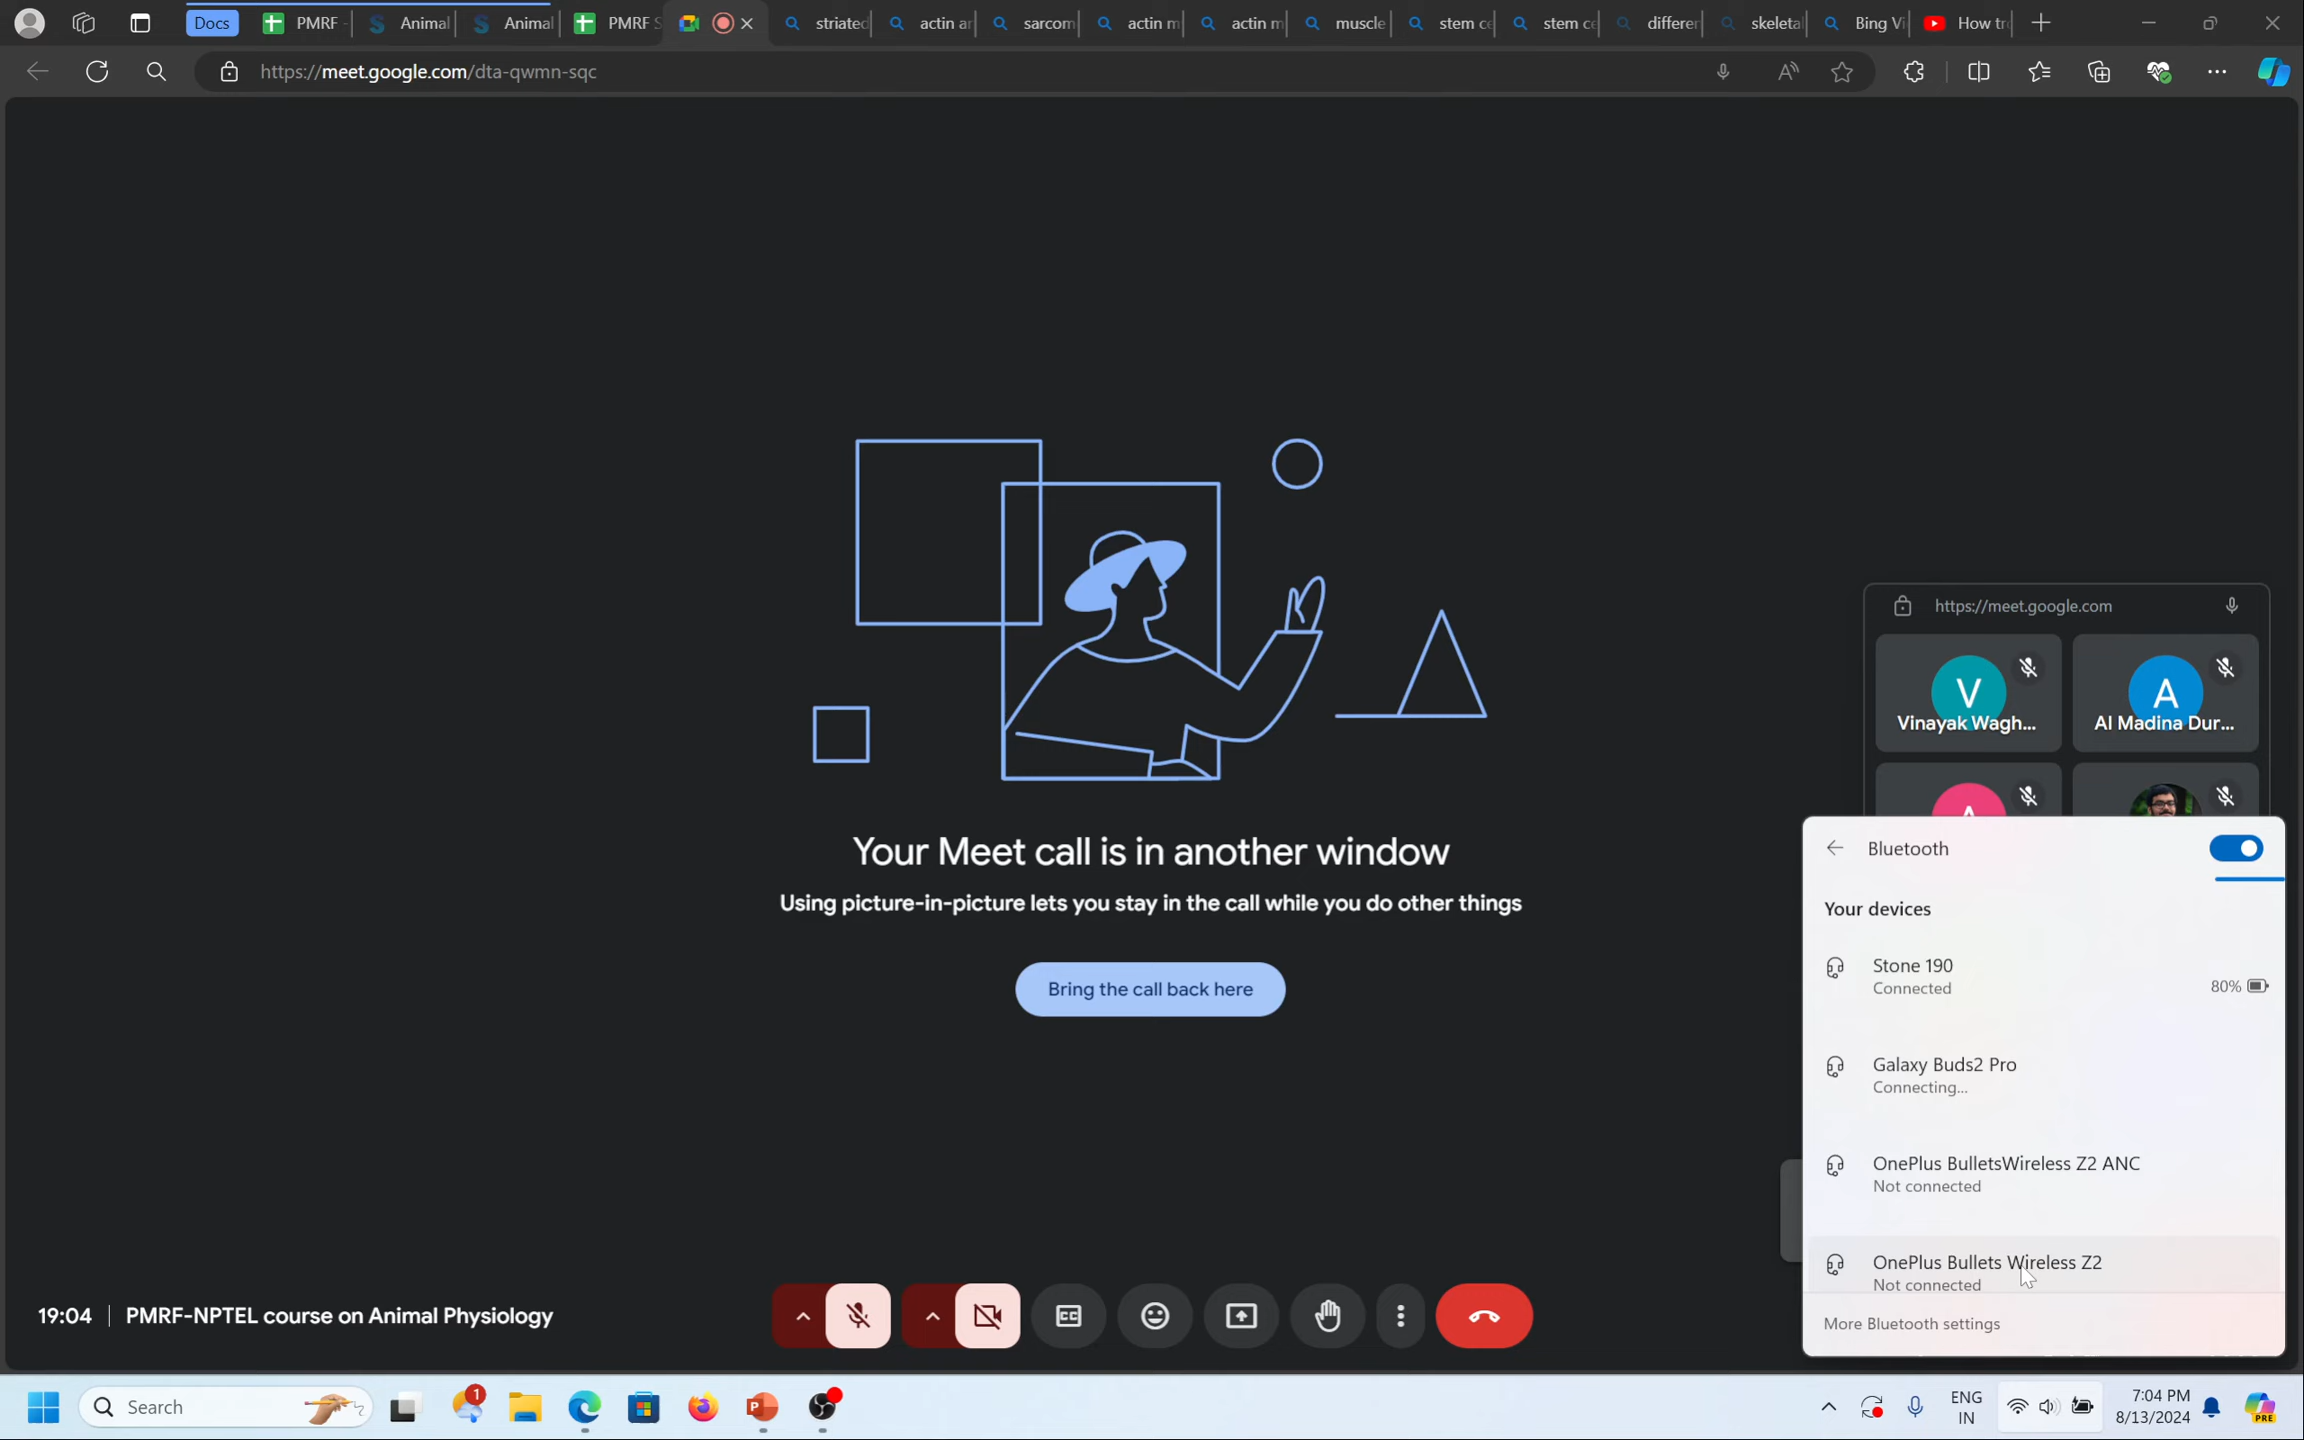 Docs
PMRF -
Animal
Animal
PMRF S
striated
actin ar
sarcom
actin m
actin m
muscle
stem ce
stem ce
differen
skeletal
Bing Vi
How tr
https://meet.google.com/dta-qwmn-sqc
https://meet.google.com
V
A
Vinayak Wagh...
Al Madina Dur...
Your Meet call is in another window
Using picture-in-picture lets you stay in the call while you do other things
Bring the call back here
Bluetooth
Your devices
Stone 190
Connected
80%
Galaxy Buds2 Pro
Connecting...
OnePlus BulletsWireless Z2 ANC
Not connected
OnePlus Bullets Wireless Z2
Not connected
More Bluetooth settings
19:04 | PMRF-NPTEL course on Animal Physiology
CC
Search
1
ENG
IN
7:04 PM
8/13/2024
PRE